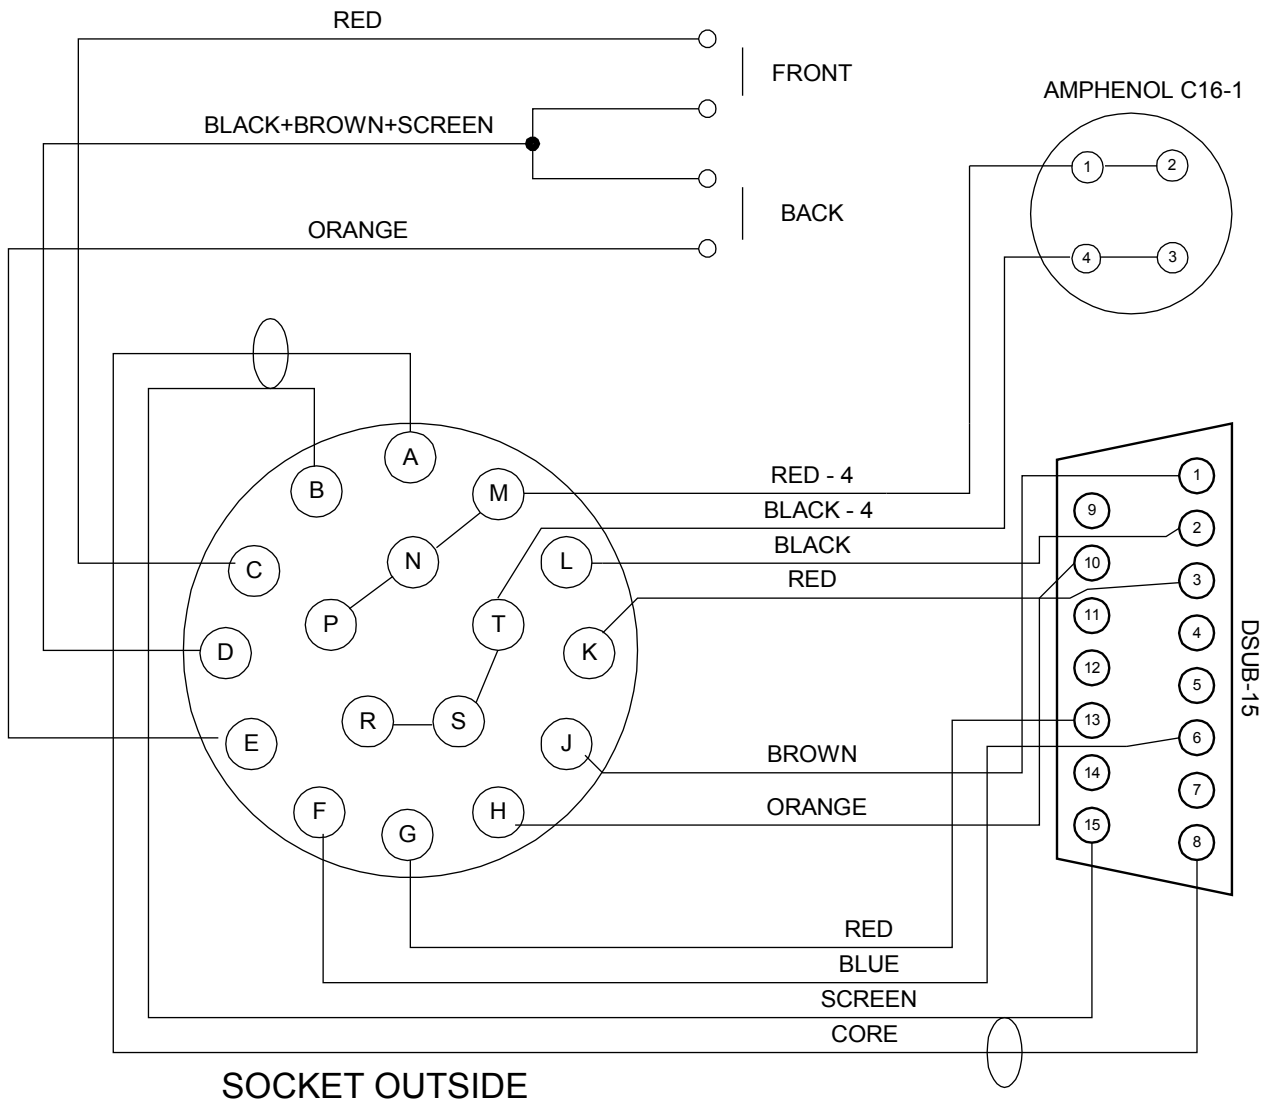 RED
FRONT
AMPHENOL C16-1
BLACK+BROWN+SCREEN
1
2
BACK
ORANGE
4
3
A
B
M
RED - 4
1
BLACK - 4
9
2
N
L
BLACK
10
C
RED
3
P
T
11
4
D
K
12
5
DSUB-15
R
S
13
6
E
J
BROWN
14
7
F
G
H
ORANGE
15
8
RED
BLUE
SCREEN
CORE
SOCKET OUTSIDE